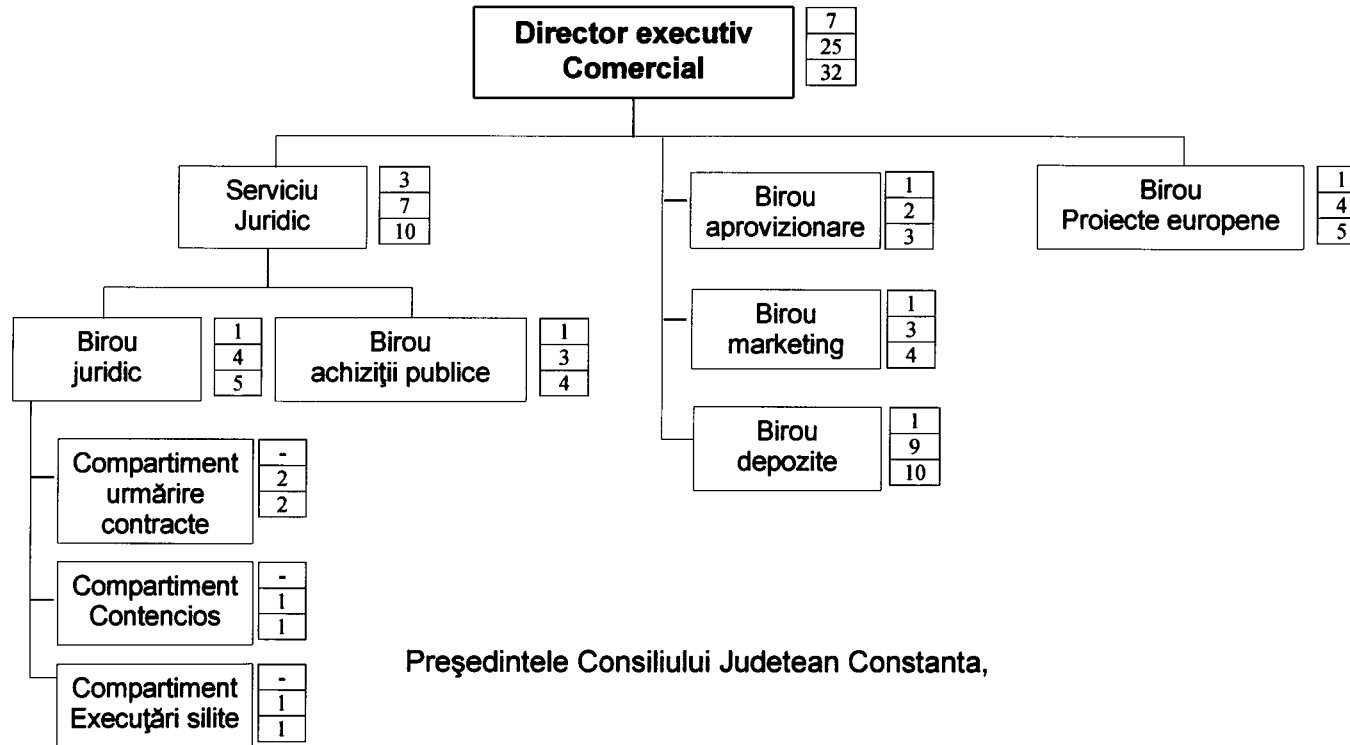 Director executiv
Comercial
7
25
32
Serviciu
Juridic
3
7
10
Birou
aprovizionare
1
2
3
Birou
Proiecte europene
1
4
5
Birou
juridic
1
4
5
Birou
achiziţii publice
1
3
4
Birou
marketing
1
3
4
Birou
depozite
1
9
10
Compartiment
urmărire
contracte
-
2
2
Compartiment
Contencios
-
1
1
Compartiment
Execuţări silite
-
1
1
Preşedintele Consiliului Judetean Constanta,